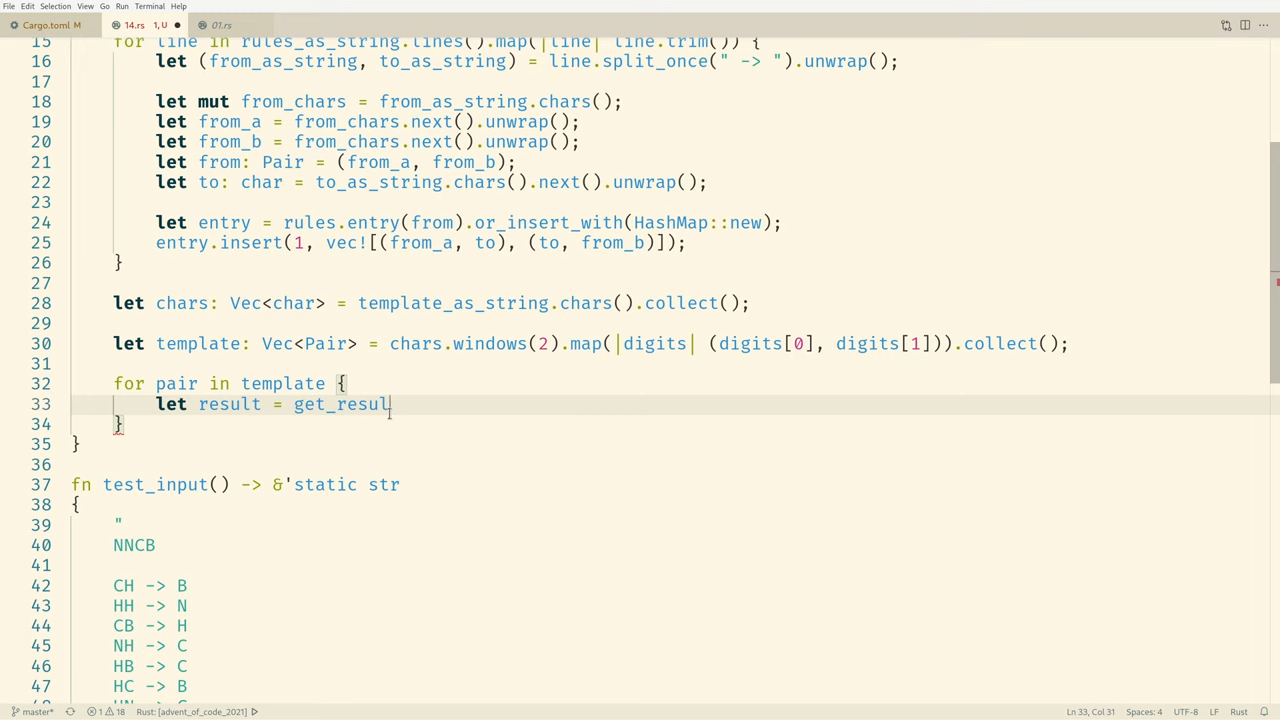 File Edit Selection View Go Run Terminal Help
Cargo.toml M 14.rs 1, U 01.rs
15 for line in rules_as_string.lines().map(|line| line.trim()) {
16 let (from_as_string, to_as_string) = line.split_once(" -> ").unwrap();
17
18 let mut from_chars = from_as_string.chars();
19 let from_a = from_chars.next().unwrap();
20 let from_b = from_chars.next().unwrap();
21 let from: Pair = (from_a, from_b);
22 let to: char = to_as_string.chars().next().unwrap();
23
24 let entry = rules.entry(from).or_insert_with(HashMap::new);
25 entry.insert(1, vec![(from_a, to), (to, from_b)]);
26 }
27
28 let chars: Vec<char> = template_as_string.chars().collect();
29
30 let template: Vec<Pair> = chars.windows(2).map(|digits| (digits[0], digits[1])).collect();
31
32 for pair in template {
33 let result = get_resul
34 }
35 }
36
37 fn test_input() -> &'static str
38 {
39 "
40 NNCB
41
42 CH -> B
43 HH -> N
44 CB -> H
45 NH -> C
46 HB -> C
47 HC -> B
master* 1 18 Rust: [advent_of_code_2021] Ln 33, Col 31 Spaces: 4 UTF-8 LF Rust